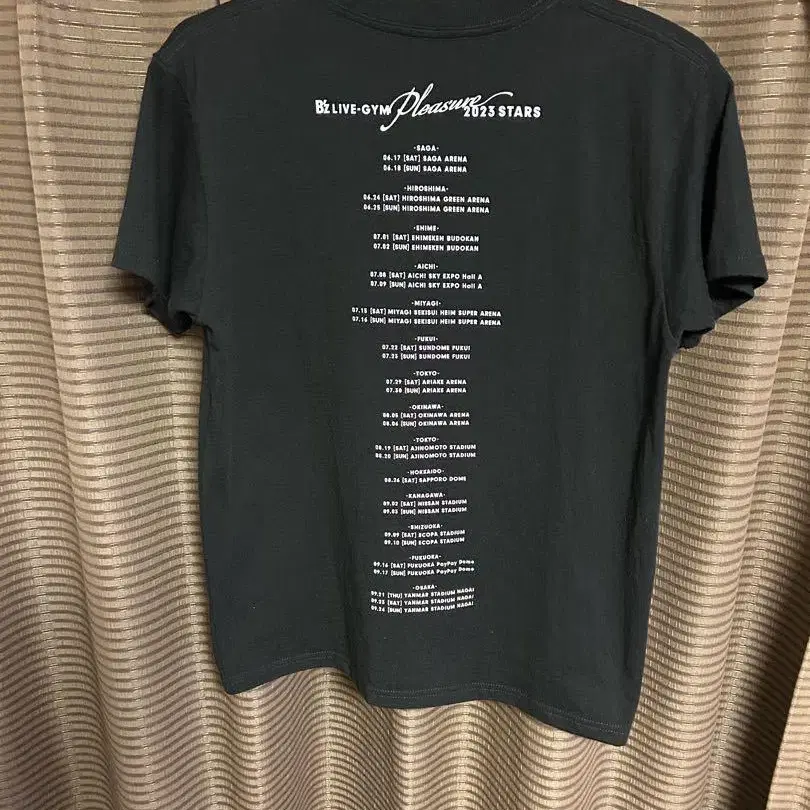 B'z LIVE-GYM Pleasure 2023 STARS
·SAGA·
06.17 [SAT] SAGA ARENA
06.18 [SUN] SAGA ARENA
·HIROSHIMA·
06.24 [SAT] HIROSHIMA GREEN ARENA
06.25 [SUN] HIROSHIMA GREEN ARENA
·EHIME·
07.01 [SAT] EHIMEKEN BUDOKAN
07.02 [SUN] EHIMEKEN BUDOKAN
·AICHI·
07.08 [SAT] AICHI SKY EXPO Hall A
07.09 [SUN] AICHI SKY EXPO Hall A
·MIYAGI·
07.15 [SAT] MIYAGI SEKISUI HEIM SUPER ARENA
07.16 [SUN] MIYAGI SEKISUI HEIM SUPER ARENA
·FUKUI·
07.22 [SAT] SUNDOME FUKUI
07.23 [SUN] SUNDOME FUKUI
·TOKYO·
07.29 [SAT] ARIAKE ARENA
07.30 [SUN] ARIAKE ARENA
·OKINAWA·
08.05 [SAT] OKINAWA ARENA
08.06 [SUN] OKINAWA ARENA
·TOKYO·
08.19 [SAT] AJINOMOTO STADIUM
08.20 [SUN] AJINOMOTO STADIUM
·HOKKAIDO·
08.26 [SAT] SAPPORO DOME
·KANAGAWA·
09.02 [SAT] NISSAN STADIUM
09.03 [SUN] NISSAN STADIUM
·SHIZUOKA·
09.09 [SAT] ECOPA STADIUM
09.10 [SUN] ECOPA STADIUM
·FUKUOKA·
09.16 [SAT] FUKUOKA PayPay Dome
09.17 [SUN] FUKUOKA PayPay Dome
·OSAKA·
09.21 [THU] YANMAR STADIUM NAGAI
09.23 [SAT] YANMAR STADIUM NAGAI
09.24 [SUN] YANMAR STADIUM NAGAI